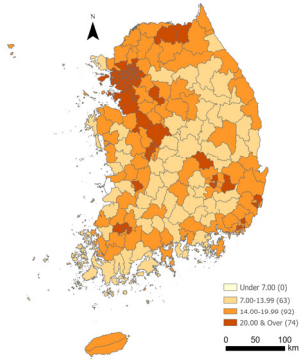 N
Under 7.00 (0)
7.00-13.99 (63)
14.00-19.99 (92)
20.00 & Over (74)
0 50 100
km